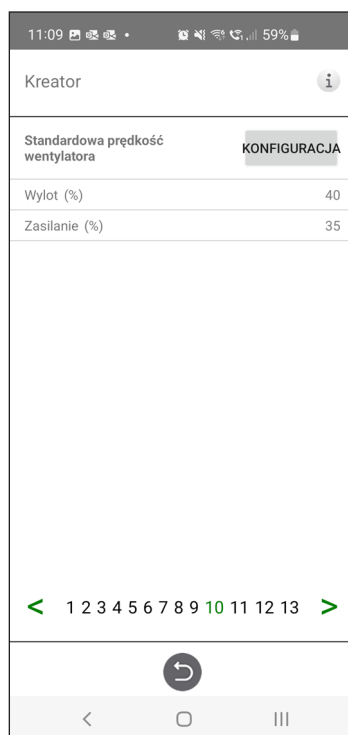 11:09 59%
Kreator i
Standardowa prędkość
wentylatora
KONFIGURACJA
Wylot (%) 40
Zasilanie (%) 35
< 1 2 3 4 5 6 7 8 9 10 11 12 13 >